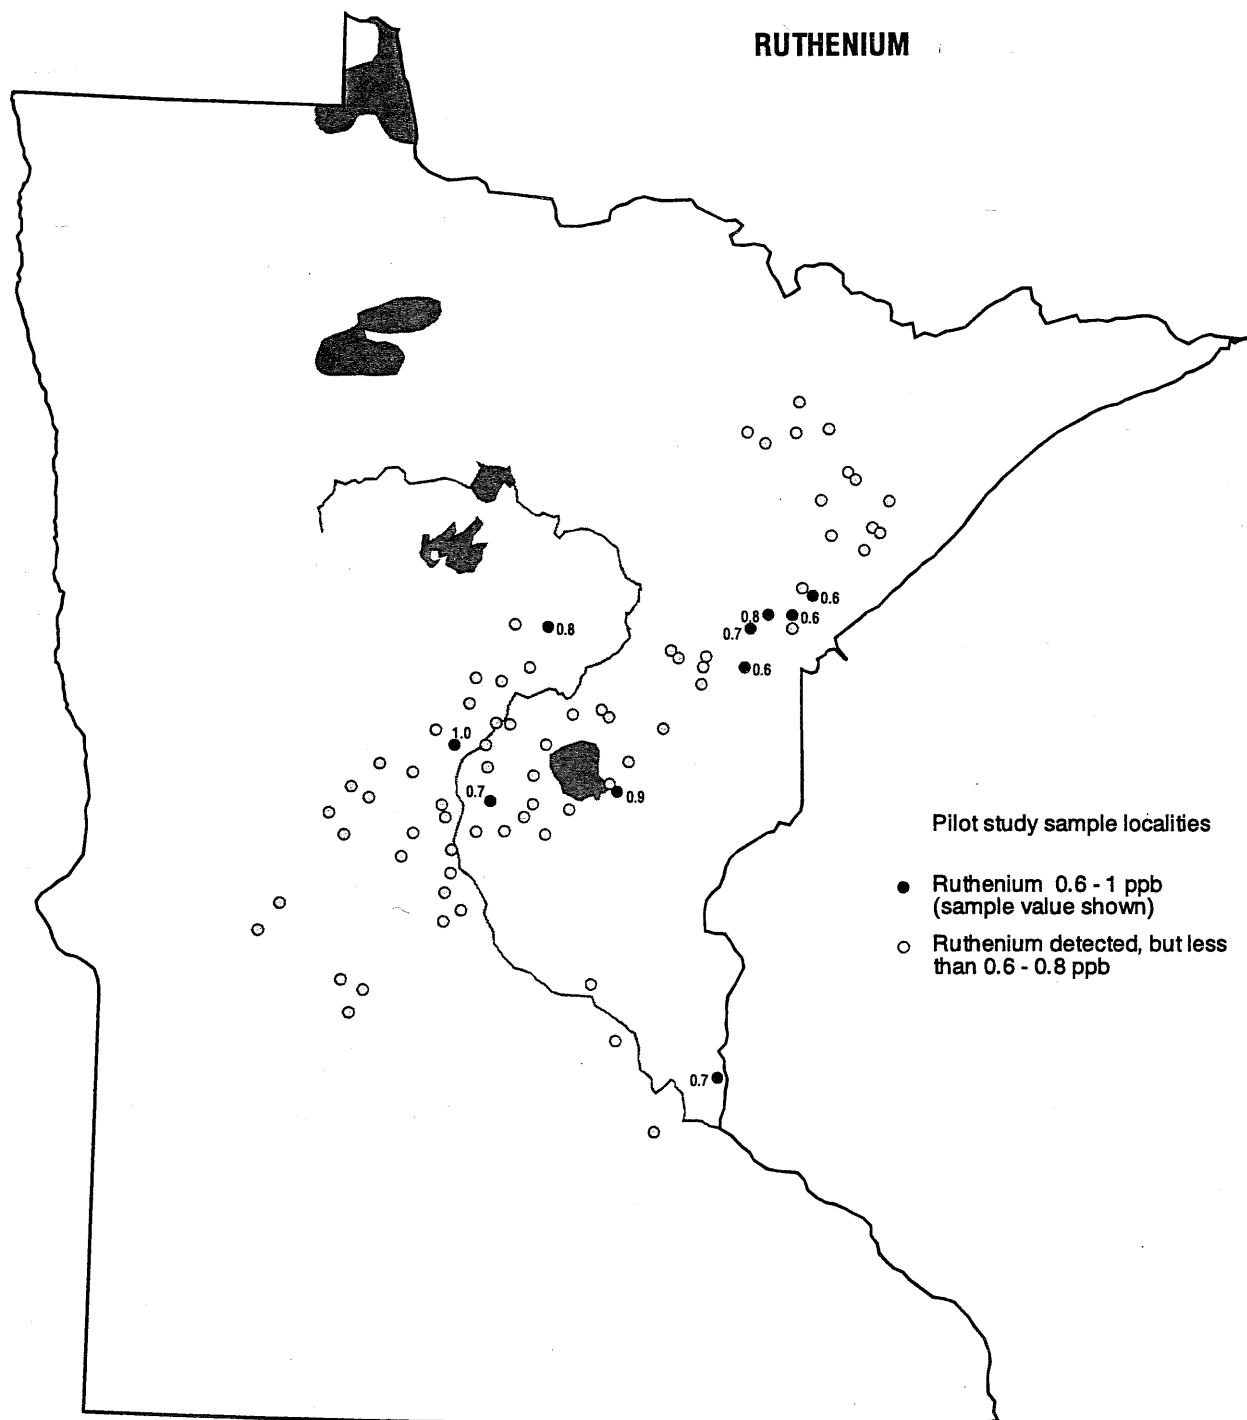 RUTHENIUM
0.6
0.8
0.6
0.7
0.8
0.6
1.0
0.7
0.9
Pilot study sample localities
Ruthenium 0.6 - 1 ppb
(sample value shown)
Ruthenium detected, but less
than 0.6 - 0.8 ppb
0.7